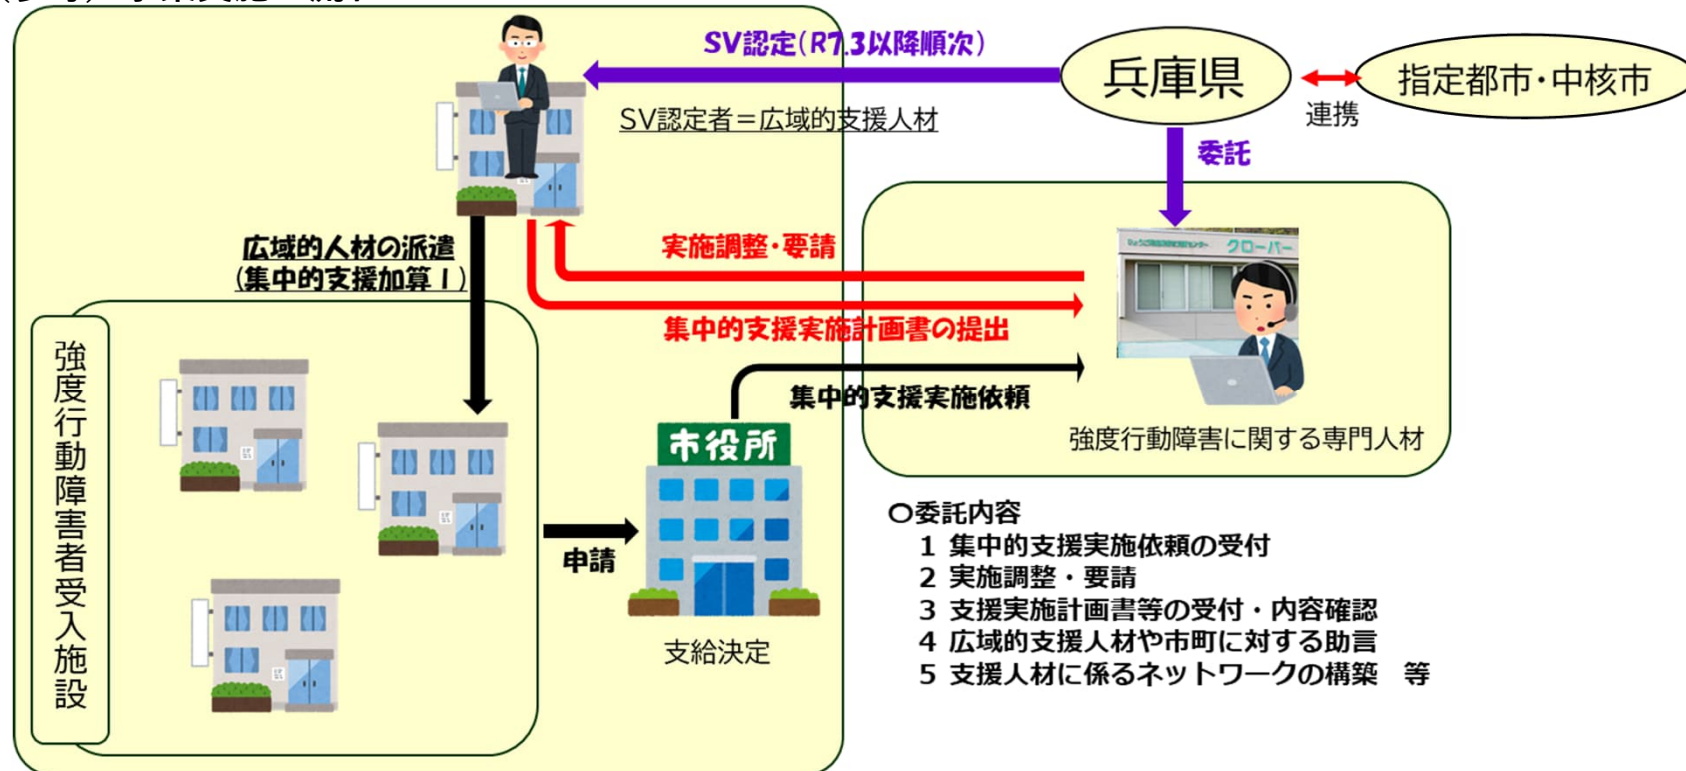 SV認定(R7.3以降順次)
兵庫県
指定都市・中核市
連携
SV認定者=広域的支援人材
委託
広域的人材の派遣
(集中的支援加算Ⅰ)
実施調整・要請
クローバー
集中的支援実施計画書の提出
集中的支援実施依頼
強度行動障害に関する専門人材
強度行動障害者受入施設
市役所
申請
支給決定
〇委託内容
1 集中的支援実施依頼の受付
2 実施調整・要請
3 支援実施計画書等の受付・内容確認
4 広域的支援人材や市町に対する助言
5 支援人材に係るネットワークの構築 等